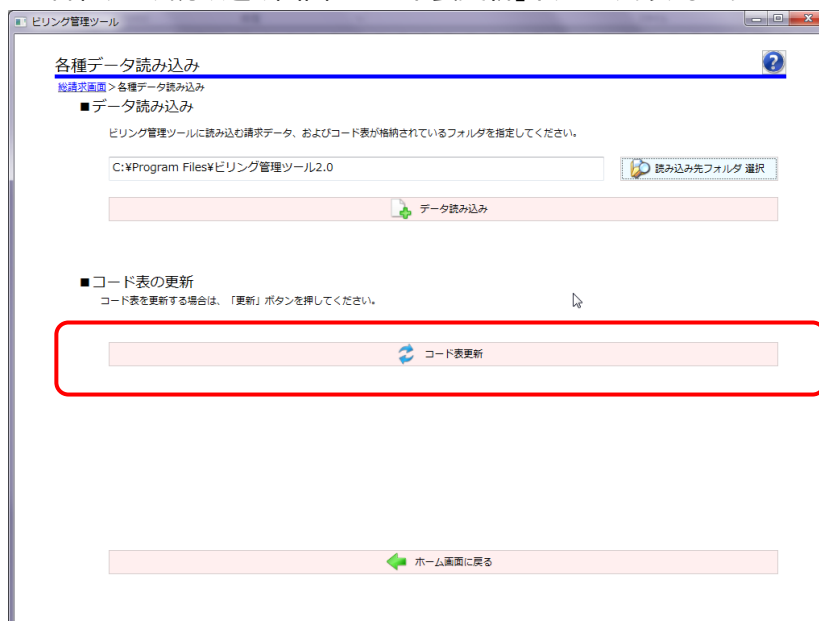 ビリング管理ツール
各種データ読み込み
総請求画面>各種データ読み込み
■データ読み込み
ビリング管理ツールに読み込む請求データ、およびコード表が格納されているフォルダを指定してください。
C:¥Program Files¥ビリング管理ツール2.0
読み込み先フォルダ 選択
データ読み込み
■コード表の更新
コード表を更新する場合は、「更新」ボタンを押してください。
コード表更新
ホーム画面に戻る